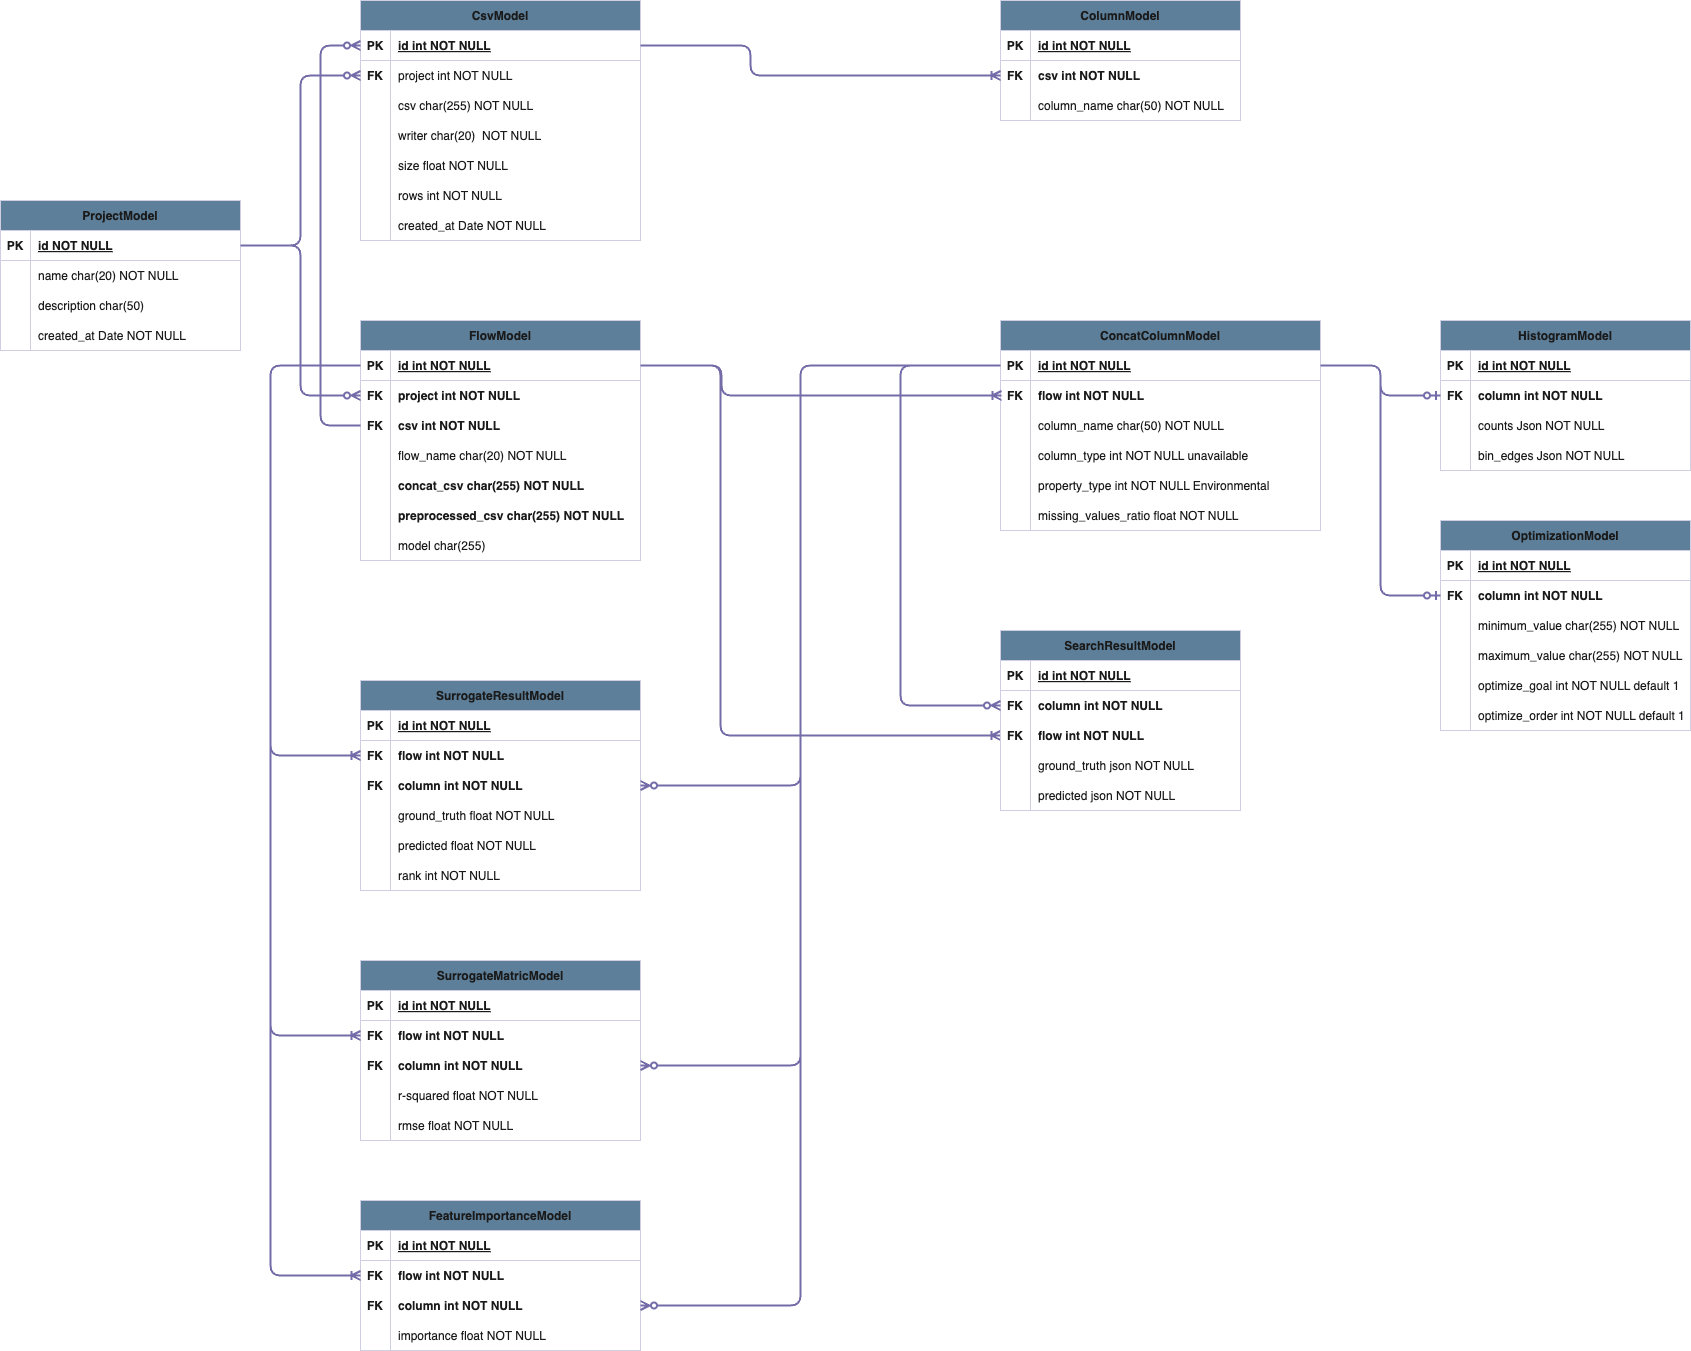 CsvModel
PK id int NOT NULL
FK project int NOT NULL
csv char(255) NOT NULL
writer char(20)  NOT NULL
size float NOT NULL
rows int NOT NULL
created_at Date NOT NULL
ColumnModel
PK id int NOT NULL
FK csv int NOT NULL
column_name char(50) NOT NULL
ProjectModel
PK id NOT NULL
name char(20) NOT NULL
description char(50)
created_at Date NOT NULL
FlowModel
PK id int NOT NULL
FK project int NOT NULL
FK csv int NOT NULL
flow_name char(20) NOT NULL
concat_csv char(255) NOT NULL
preprocessed_csv char(255) NOT NULL
model char(255)
ConcatColumnModel
PK id int NOT NULL
FK flow int NOT NULL
column_name char(50) NOT NULL
column_type int NOT NULL unavailable
property_type int NOT NULL Environmental
missing_values_ratio float NOT NULL
HistogramModel
PK id int NOT NULL
FK column int NOT NULL
counts Json NOT NULL
bin_edges Json NOT NULL
OptimizationModel
PK id int NOT NULL
FK column int NOT NULL
minimum_value char(255) NOT NULL
maximum_value char(255) NOT NULL
optimize_goal int NOT NULL default 1
optimize_order int NOT NULL default 1
SearchResultModel
PK id int NOT NULL
FK column int NOT NULL
FK flow int NOT NULL
ground_truth json NOT NULL
predicted json NOT NULL
SurrogateResultModel
PK id int NOT NULL
FK flow int NOT NULL
FK column int NOT NULL
ground_truth float NOT NULL
predicted float NOT NULL
rank int NOT NULL
SurrogateMatricModel
PK id int NOT NULL
FK flow int NOT NULL
FK column int NOT NULL
r-squared float NOT NULL
rmse float NOT NULL
FeatureImportanceModel
PK id int NOT NULL
FK flow int NOT NULL
FK column int NOT NULL
importance float NOT NULL